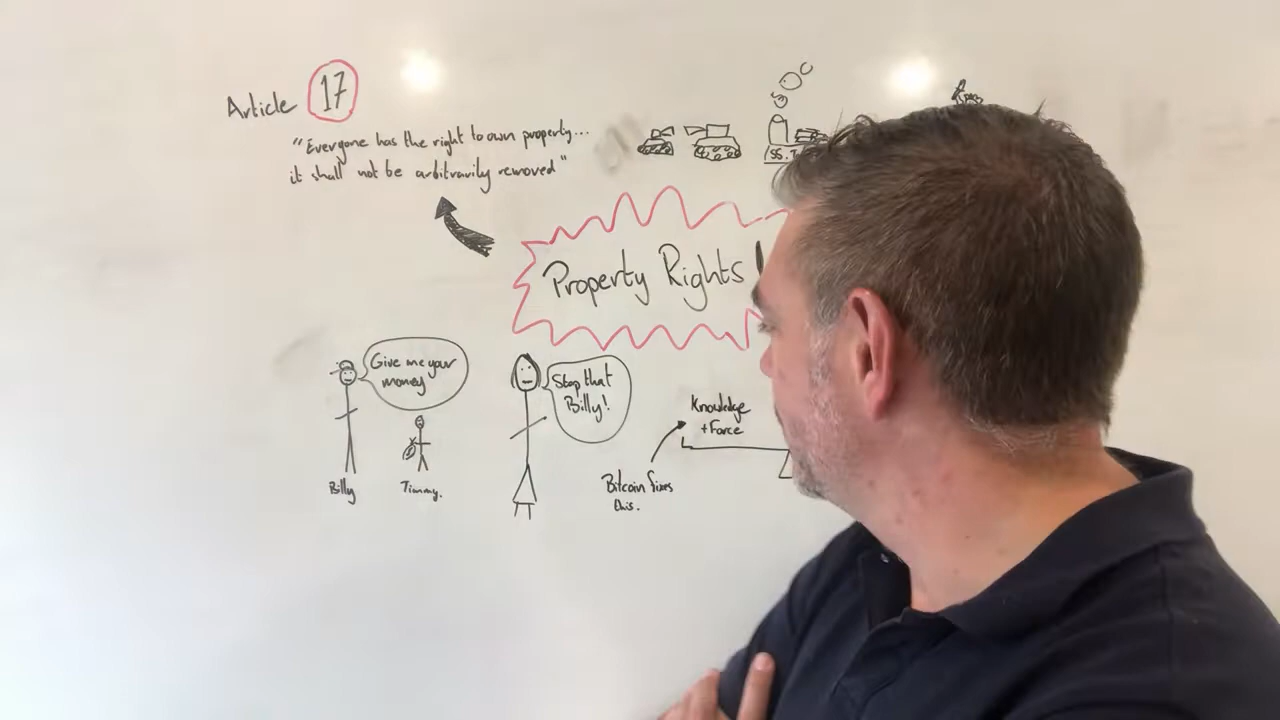 Article 17
"Everyone has the right to own property...
it shall not be arbitrarily removed"
SS.T
Property Rights!
Give me your
money
Stop that
Billy!
Billy
Timmy.
Knowledge
+Force
Bitcoin fixes
this.